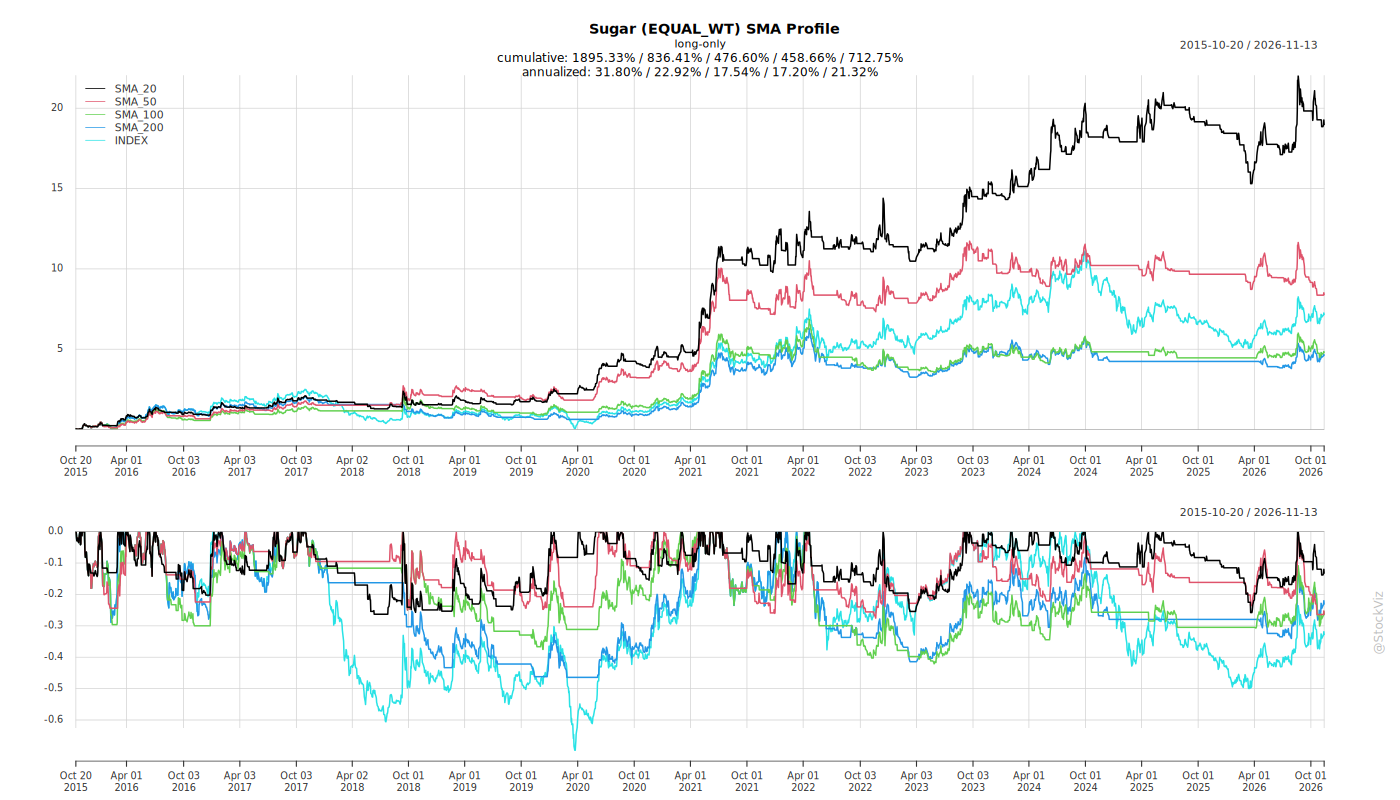 Sugar (EQUAL_WT) SMA Profile
long-only
2015-10-20 / 2026-11-13
cumulative: 1895.33% / 836.41% / 476.60% / 458.66% / 712.75%
annualized: 31.80% / 22.92% / 17.54% / 17.20% / 21.32%
SMA_20
SMA_50
SMA_100
SMA_200
INDEX
20
15
10
5
Oct 20 Apr 01 Oct 03 Apr 03 Oct 03 Apr 02 Oct 01 Apr 01 Oct 01 Apr 01 Oct 01 Apr 01 Oct 01 Apr 01 Oct 03 Apr 03 Oct 03 Apr 01 Oct 01 Apr 01 Oct 01 Apr 01 Oct 01
2015 2016 2016 2017 2017 2018 2018 2019 2019 2020 2020 2021 2021 2022 2022 2023 2023 2024 2024 2025 2025 2026 2026
2015-10-20 / 2026-11-13
0.0
-0.1
-0.2
-0.3
-0.4
-0.5
-0.6
Oct 20 Apr 01 Oct 03 Apr 03 Oct 03 Apr 02 Oct 01 Apr 01 Oct 01 Apr 01 Oct 01 Apr 01 Oct 01 Apr 01 Oct 03 Apr 03 Oct 03 Apr 01 Oct 01 Apr 01 Oct 01 Apr 01 Oct 01
2015 2016 2016 2017 2017 2018 2018 2019 2019 2020 2020 2021 2021 2022 2022 2023 2023 2024 2024 2025 2025 2026 2026
@StockViz